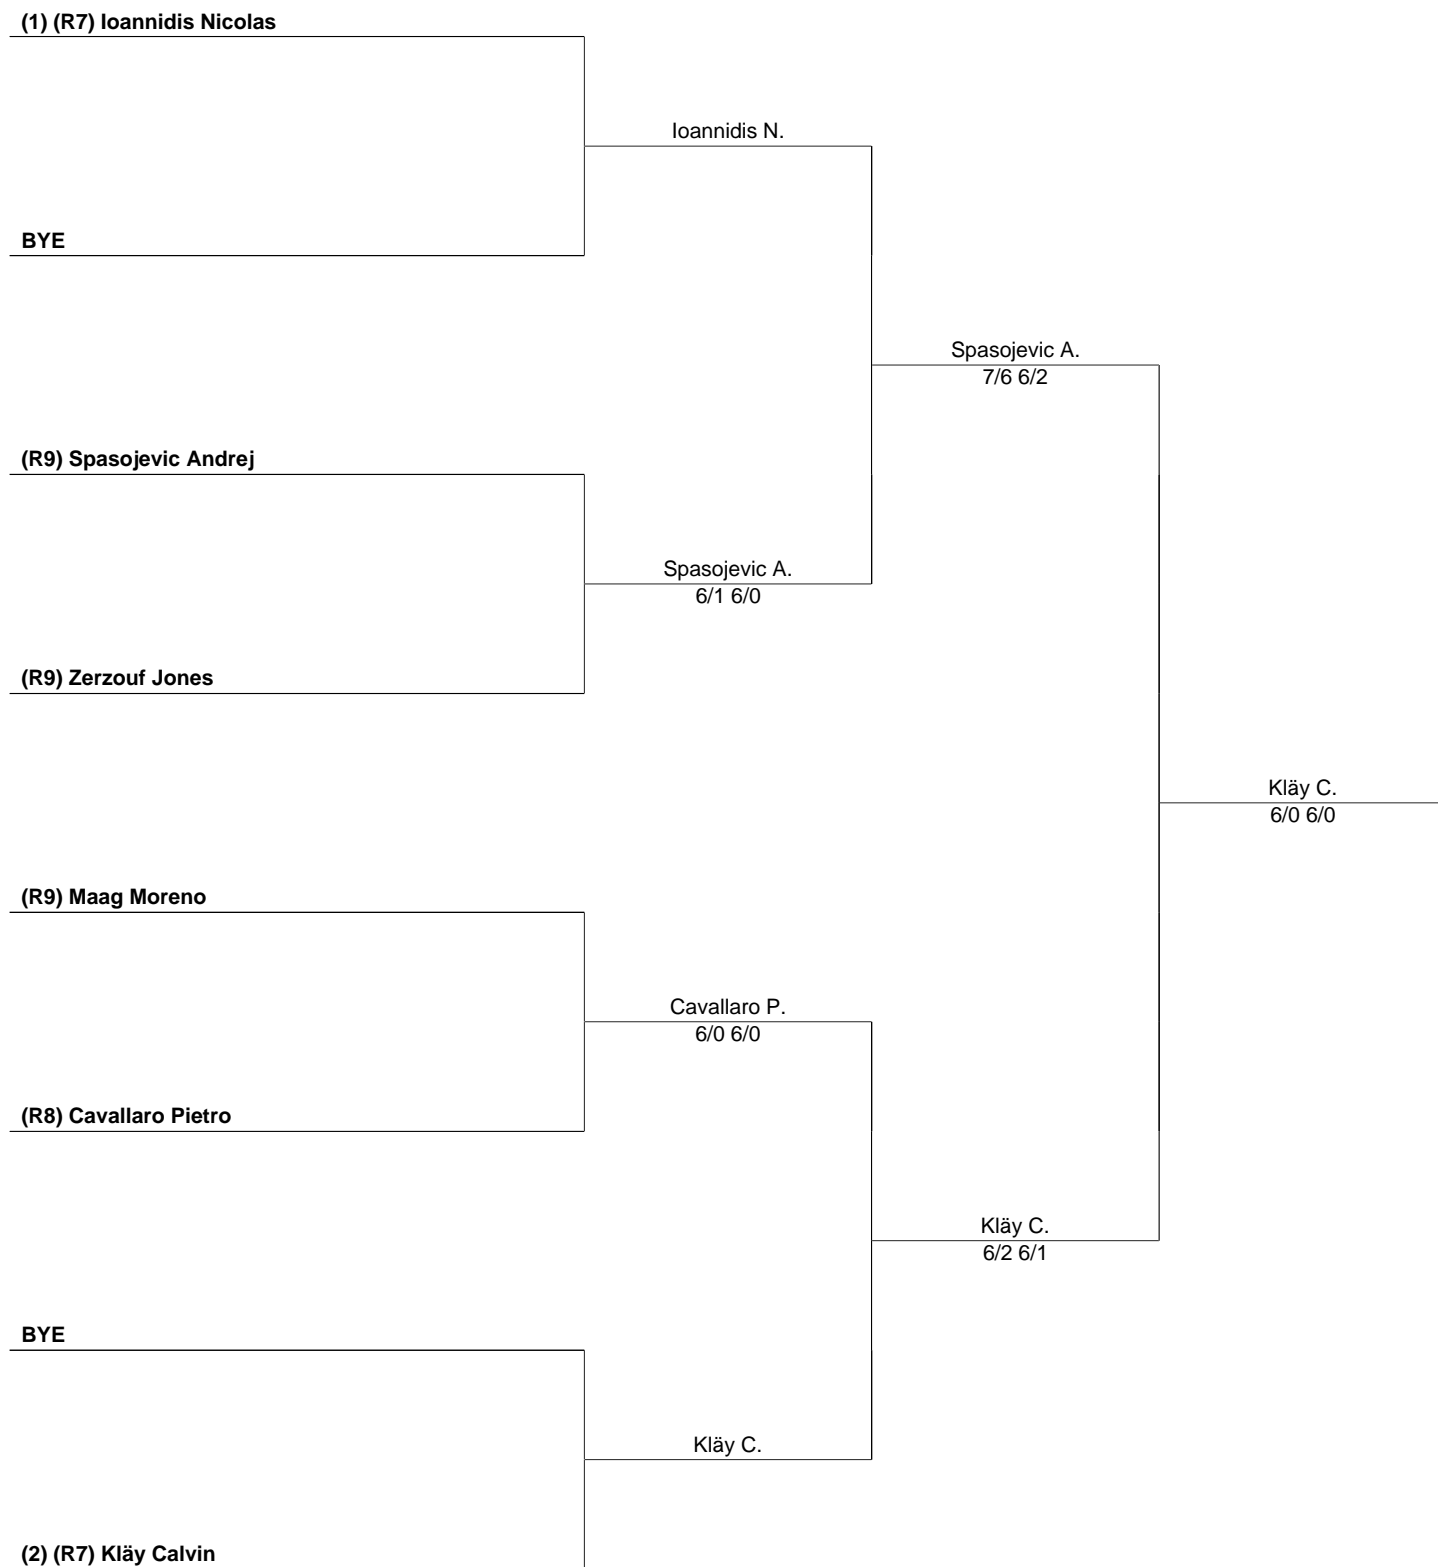 (1) (R7) Ioannidis Nicolas
Ioannidis N.
BYE
Spasojevic A.
7/6 6/2
(R9) Spasojevic Andrej
Spasojevic A.
6/1 6/0
(R9) Zerzouf Jones
Kläy C.
6/0 6/0
(R9) Maag Moreno
Cavallaro P.
6/0 6/0
(R8) Cavallaro Pietro
Kläy C.
6/2 6/1
BYE
Kläy C.
(2) (R7) Kläy Calvin